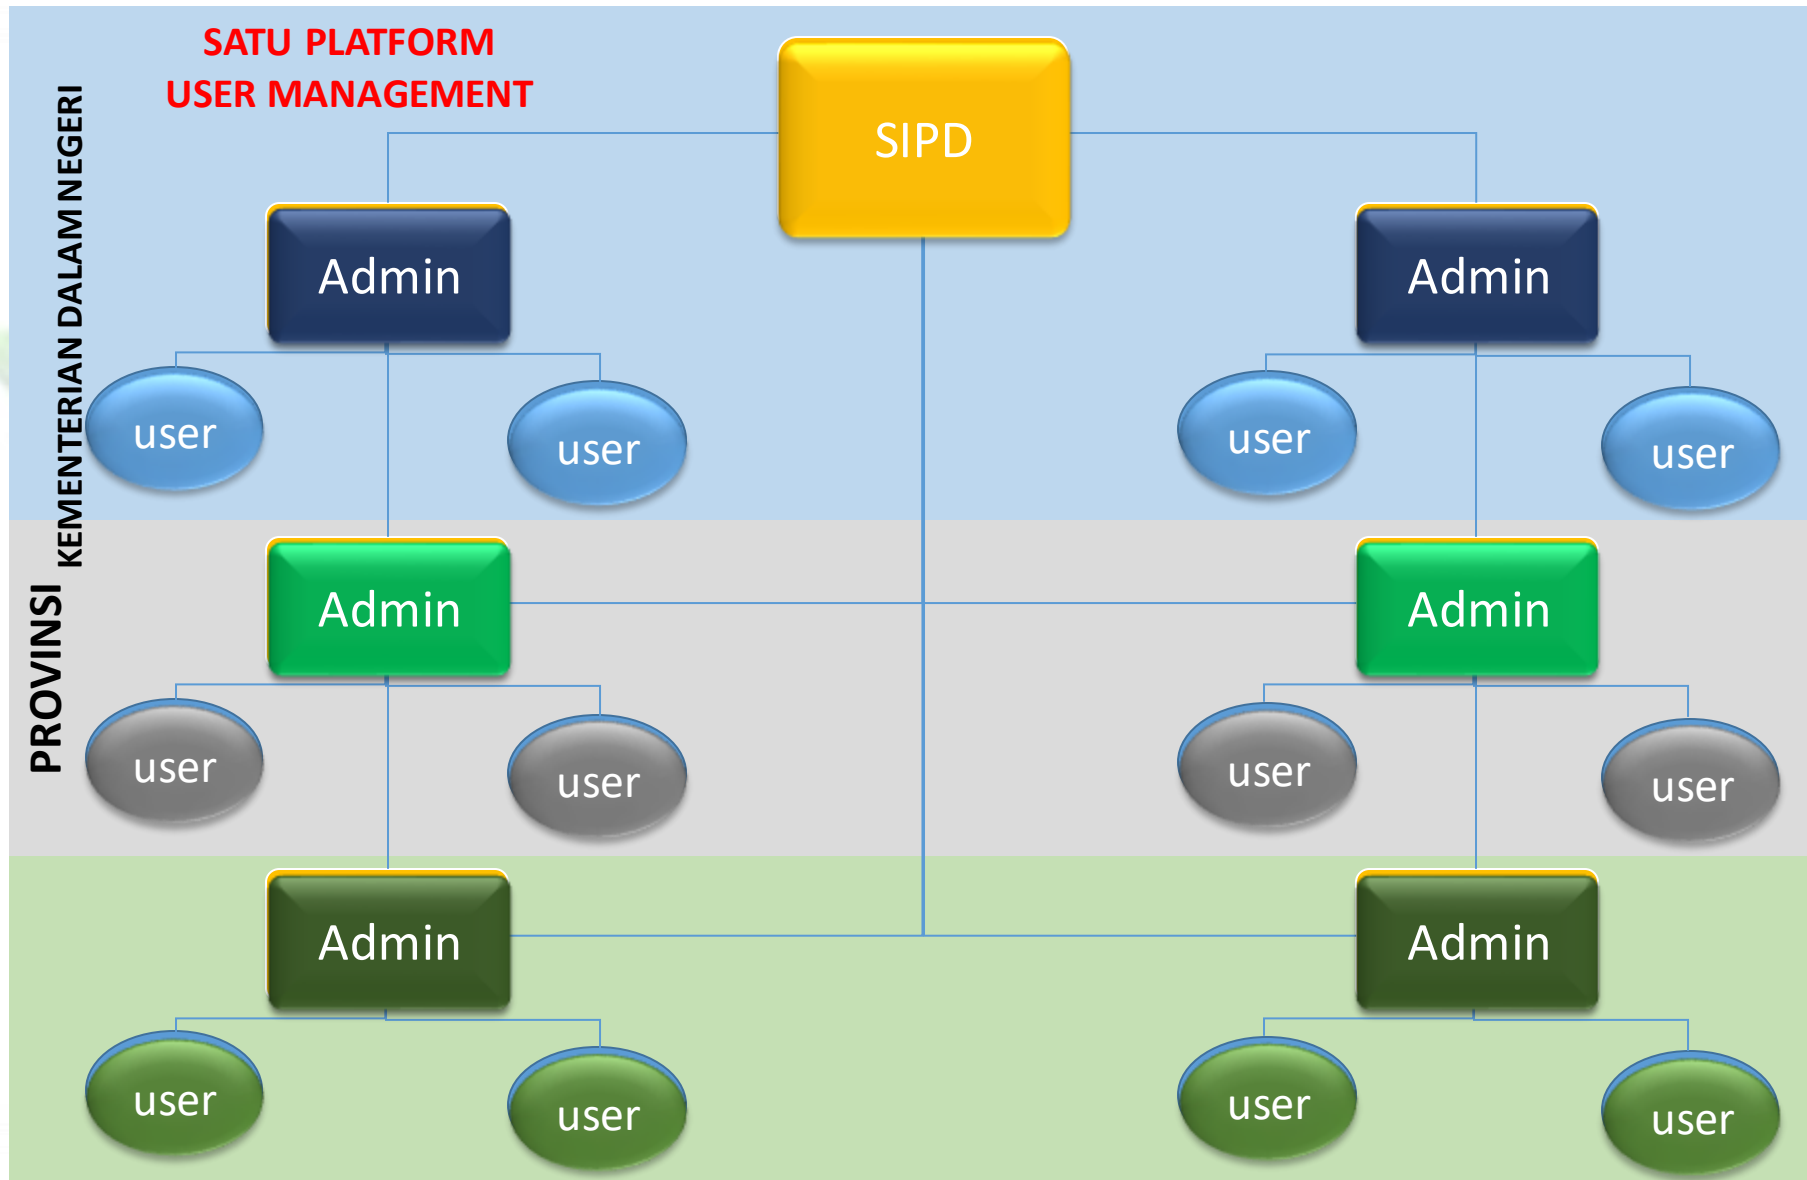 SATU PLATFORM
USER MANAGEMENT
SIPD
KEMENTERIAN DALAM NEGERI
Admin
Admin
user
user
user
user
PROVINSI
Admin
Admin
user
user
user
user
Admin
Admin
user
user
user
user